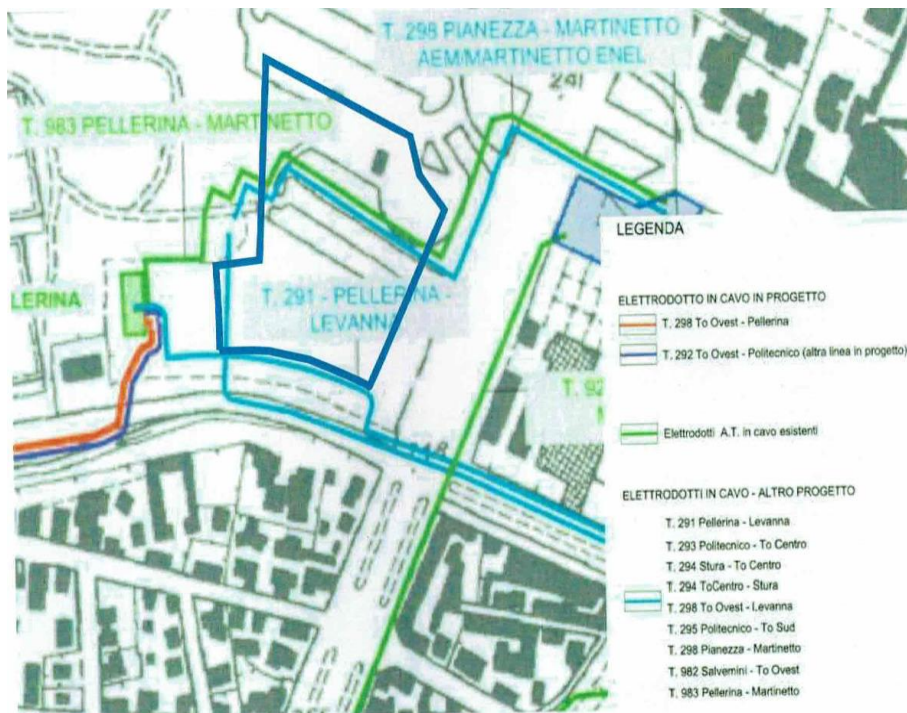 T. 298 PIANEZZA - MARTINETTO
AEM/MARTINETTO ENEL
241
T. 983 PELLERINA - MARTINETTO
LLERINA
T. 291 - PELLERINA -
LEVANNA
T. 92
LEGENDA
ELETTRODOTTO IN CAVO IN PROGETTO
T. 298 To Ovest - Pellerina
T. 292 To Ovest - Politecnico (altra linea in progetto)
Elettrodotti A.T. in cavo esistenti
ELETTRODOTTI IN CAVO - ALTRO PROGETTO
T. 291 Pellerina - Levanna
T. 293 Politecnico - To Centro
T. 294 Stura - To Centro
T. 294 ToCentro - Stura
T. 298 To Ovest - Levanna
T. 295 Politecnico - To Sud
T. 298 Pianezza - Martinetto
T. 982 Salvemini - To Ovest
T. 983 Pellerina - Martinetto